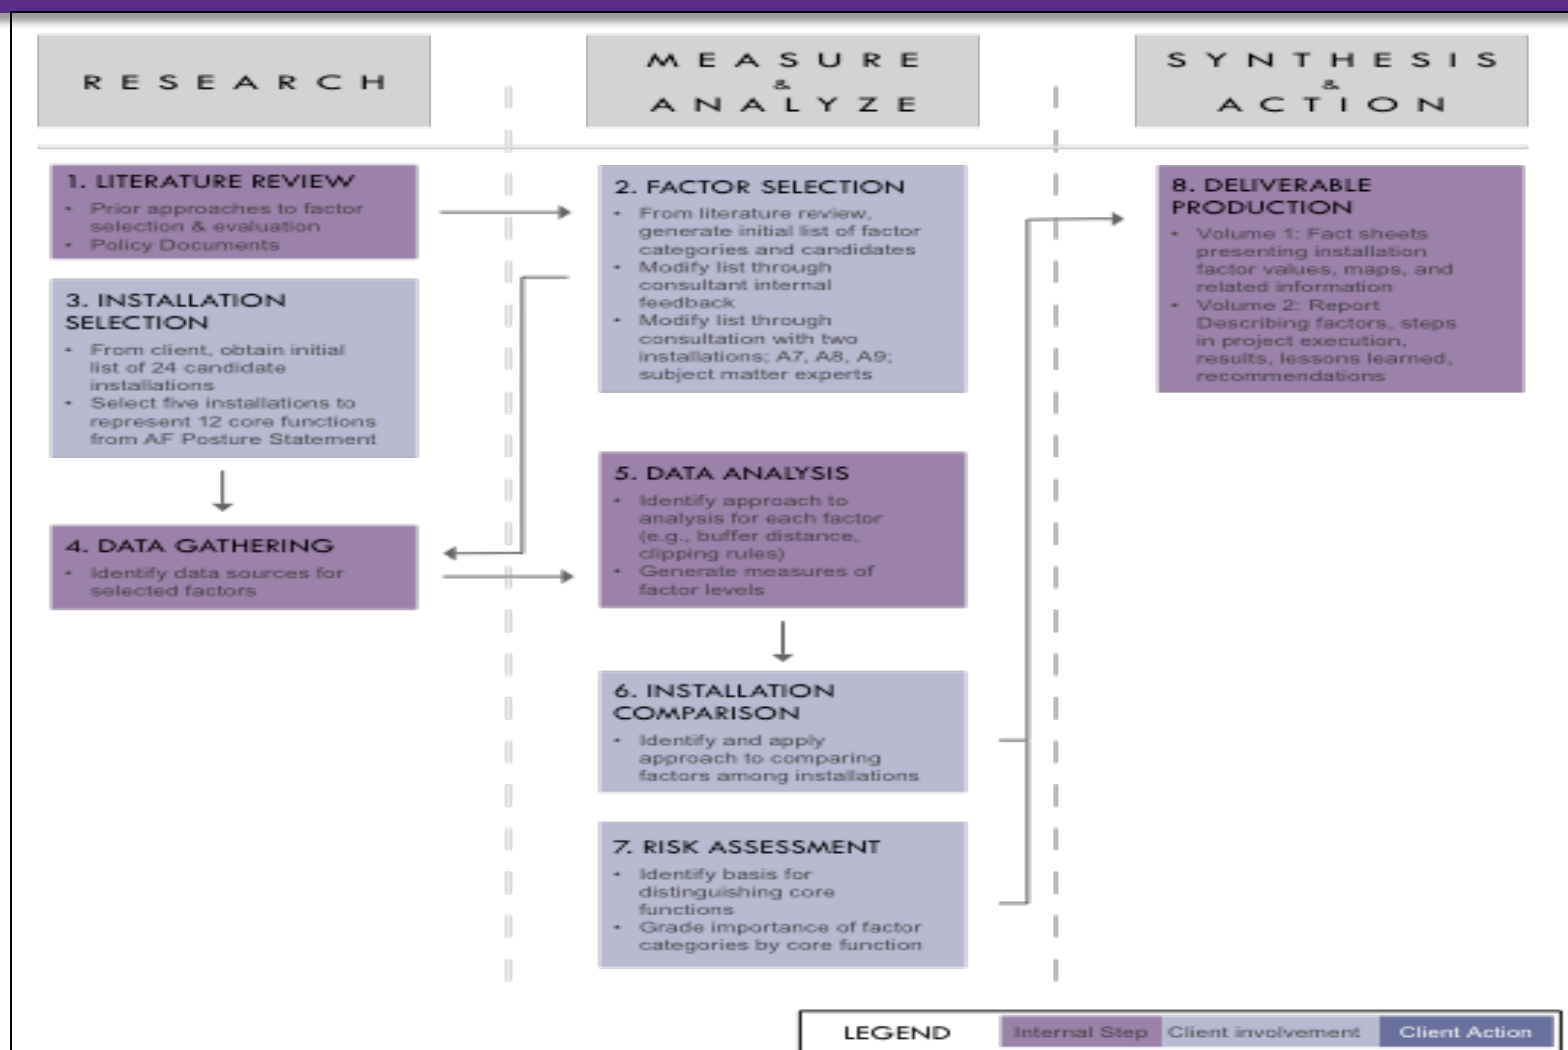 RESEARCH
MEASURE
&
ANALYZE
SYNTHESIS
&
ACTION
1. LITERATURE REVIEW
• Prior approaches to factor
selection & evaluation
• Policy Documents
3. INSTALLATION
SELECTION
• From client, obtain initial
list of 24 candidate
installations
• Select five installations to
represent 12 core functions
from AF Posture Statement
4. DATA GATHERING
• Identify data sources for
selected factors
2. FACTOR SELECTION
• From literature review,
generate initial list of factor
categories and candidates
• Modify list through
consultant internal
feedback
• Modify list through
consultation with two
installations; A7, A8, A9;
subject matter experts
5. DATA ANALYSIS
• Identify approach to
analysis for each factor
(e.g., buffer distance,
clipping rules)
• Generate measures of
factor levels
6. INSTALLATION
COMPARISON
• Identify and apply
approach to comparing
factors among installations
7. RISK ASSESSMENT
• Identify basis for
distinguishing core
functions
• Grade importance of factor
categories by core function
8. DELIVERABLE
PRODUCTION
• Volume 1: Fact sheets
presenting installation
factor values, maps, and
related information
• Volume 2: Report
Describing factors, steps
in project execution,
results, lessons learned,
recommendations
LEGEND
Internal Step
Client involvement
Client Action